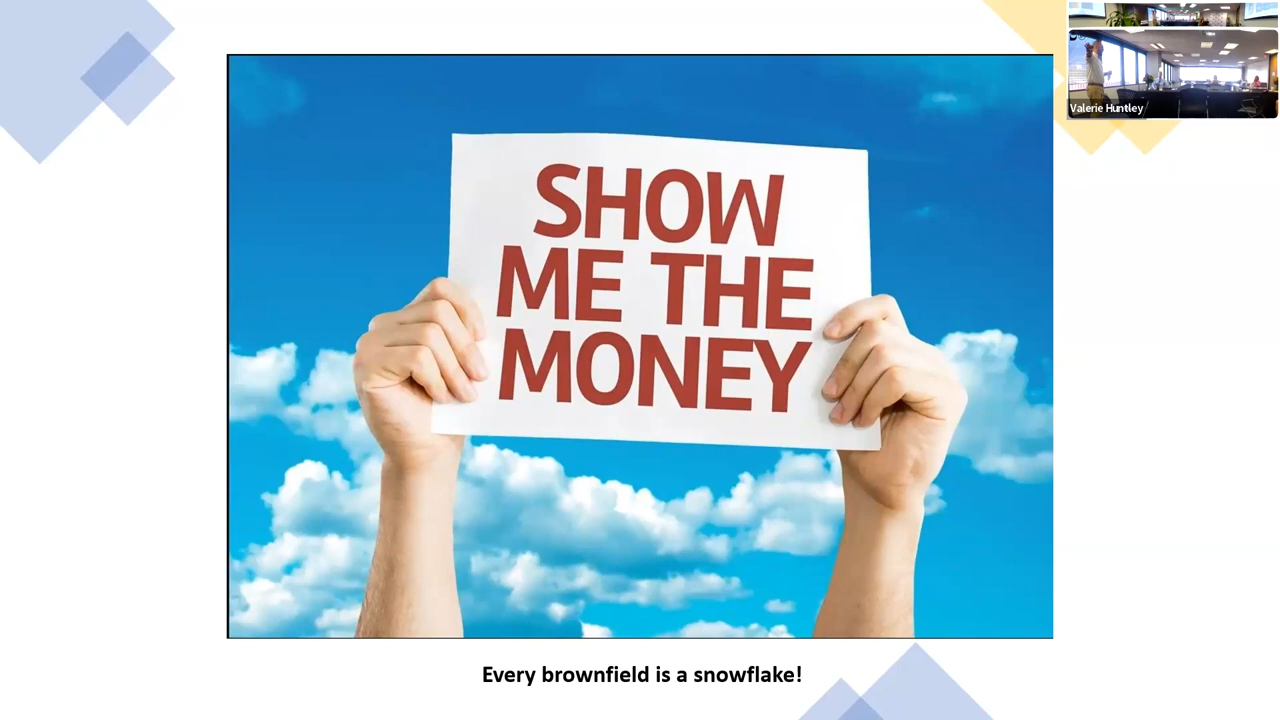 Valerie Huntley
SHOW
ME THE
MONEY
Every brownfield is a snowflake!